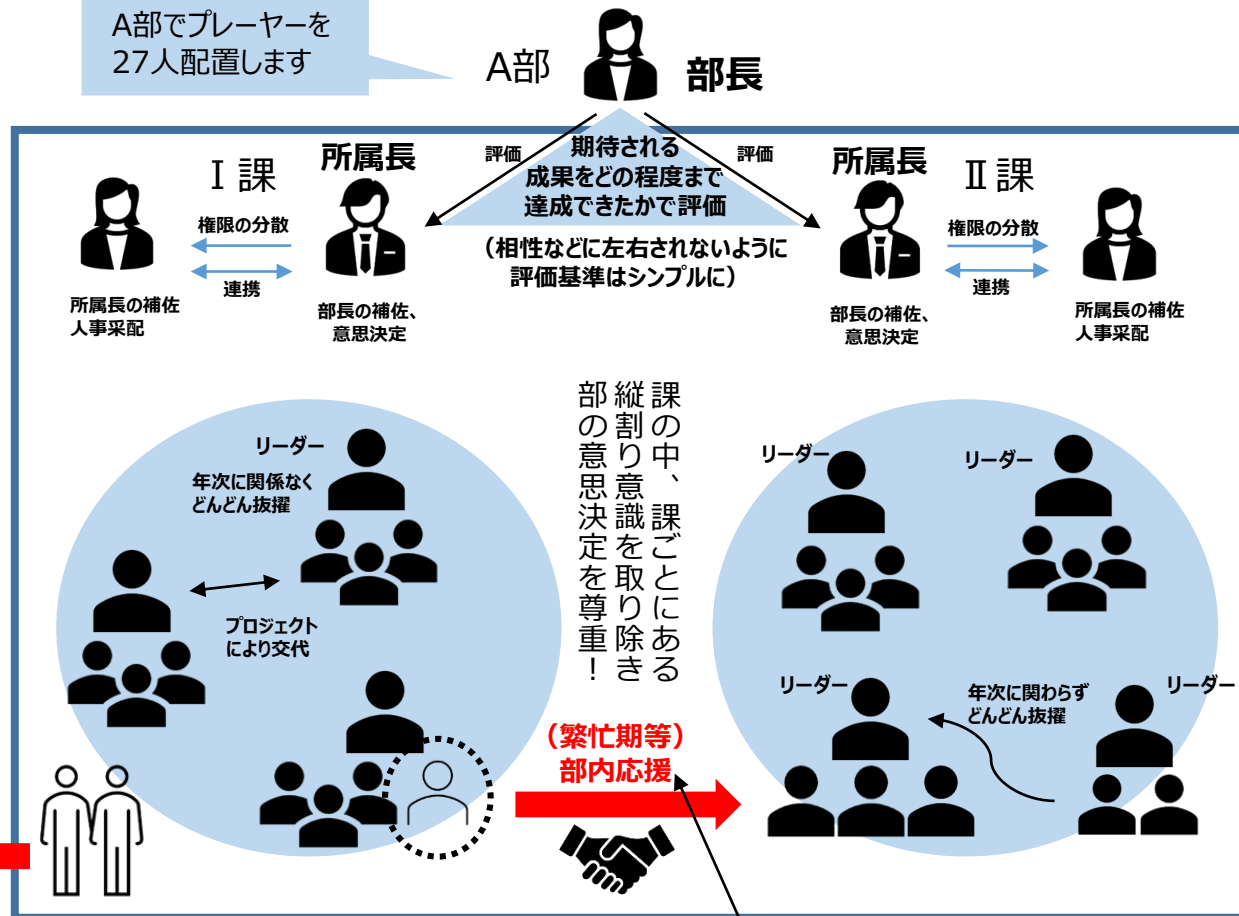 A部でプレーヤーを
27人配置します
A部
部長
Ⅰ課
所属長
評価
期待される
成果をどの程度まで
達成できたかで評価
評価
所属長
Ⅱ課
権限の分散
連携
所属長の補佐
人事采配
部長の補佐、
意思決定
（相性などに左右されないように
評価基準はシンプルに）
権限の分散
連携
部長の補佐、
意思決定
所属長の補佐
人事采配
課の中、課ごとにある
縦割り意識を取り除き
部の意思決定を尊重！
リーダー
年次に関係なく
どんどん抜擢
プロジェクト
により交代
リーダー
リーダー
リーダー
年次に関わらず
どんどん抜擢
リーダー
（繁忙期等）
部内応援